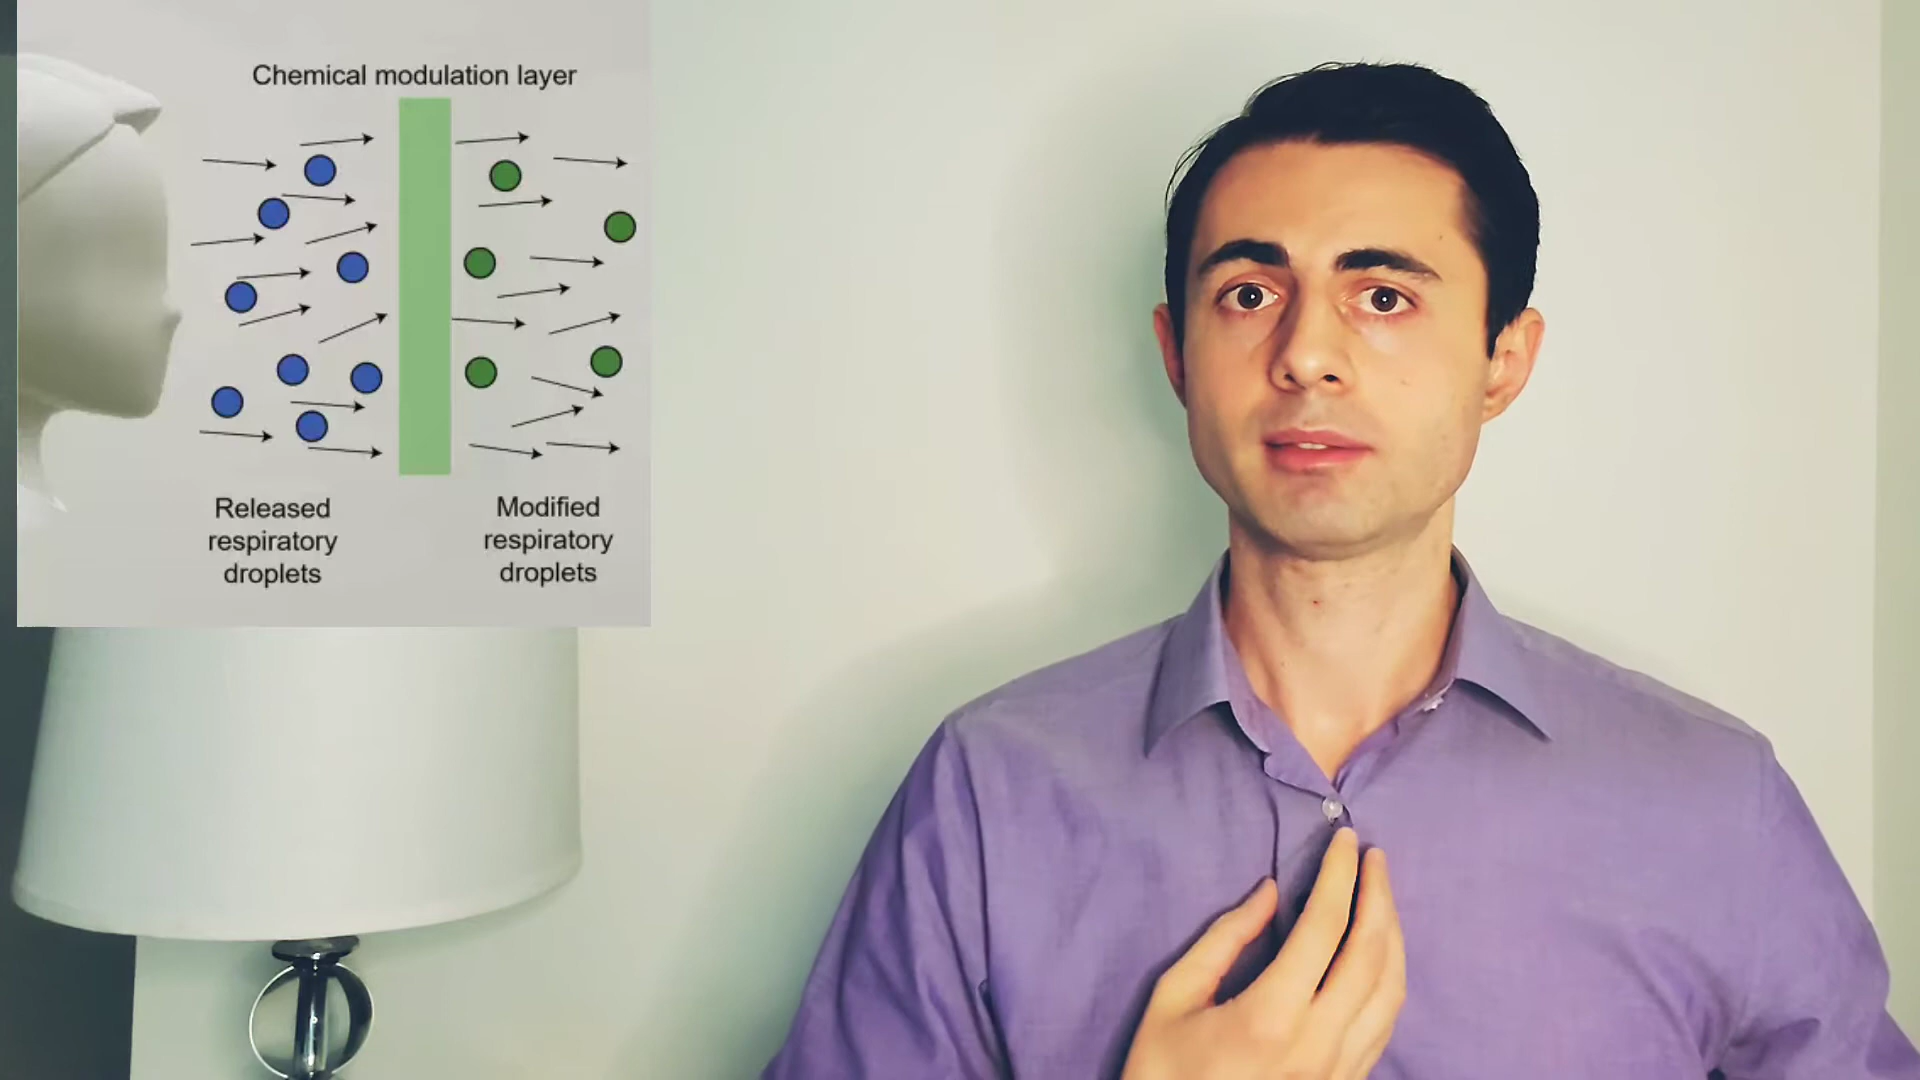 Chemical modulation layer
Released
respiratory
droplets
Modified
respiratory
droplets